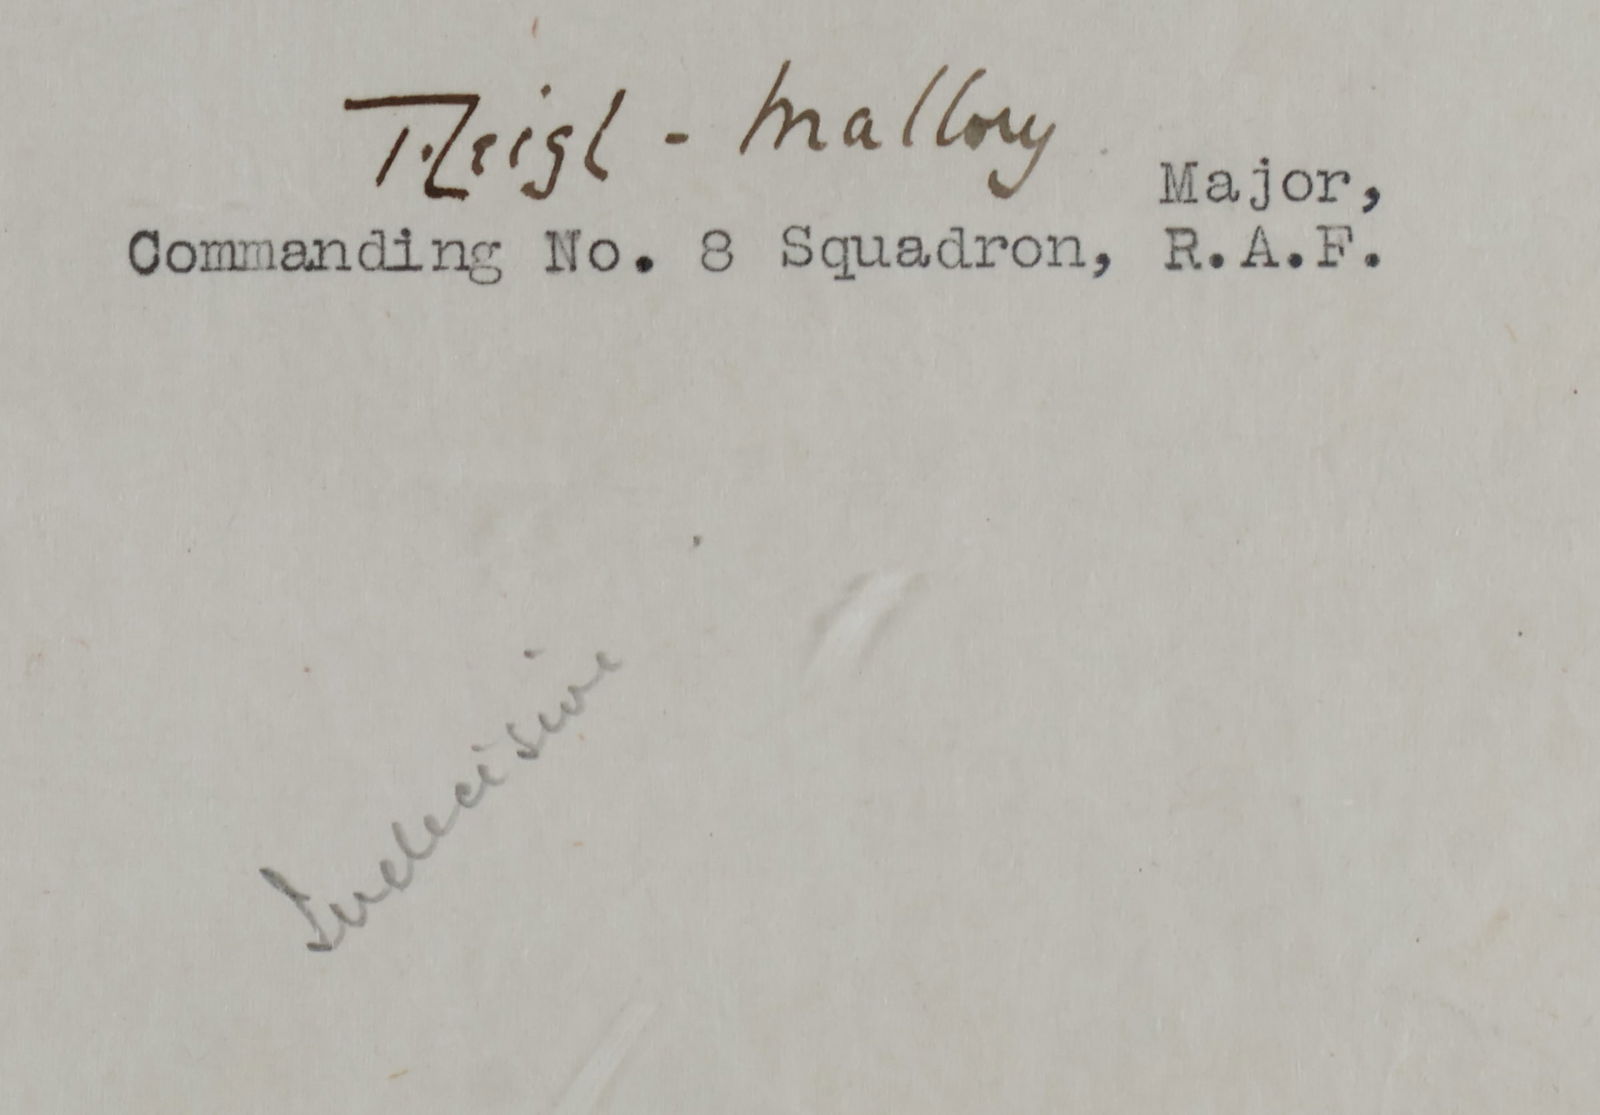 T. Leigh - Mallory
Major,
Commanding No. 8 Squadron, R.A.F.
Indecisive